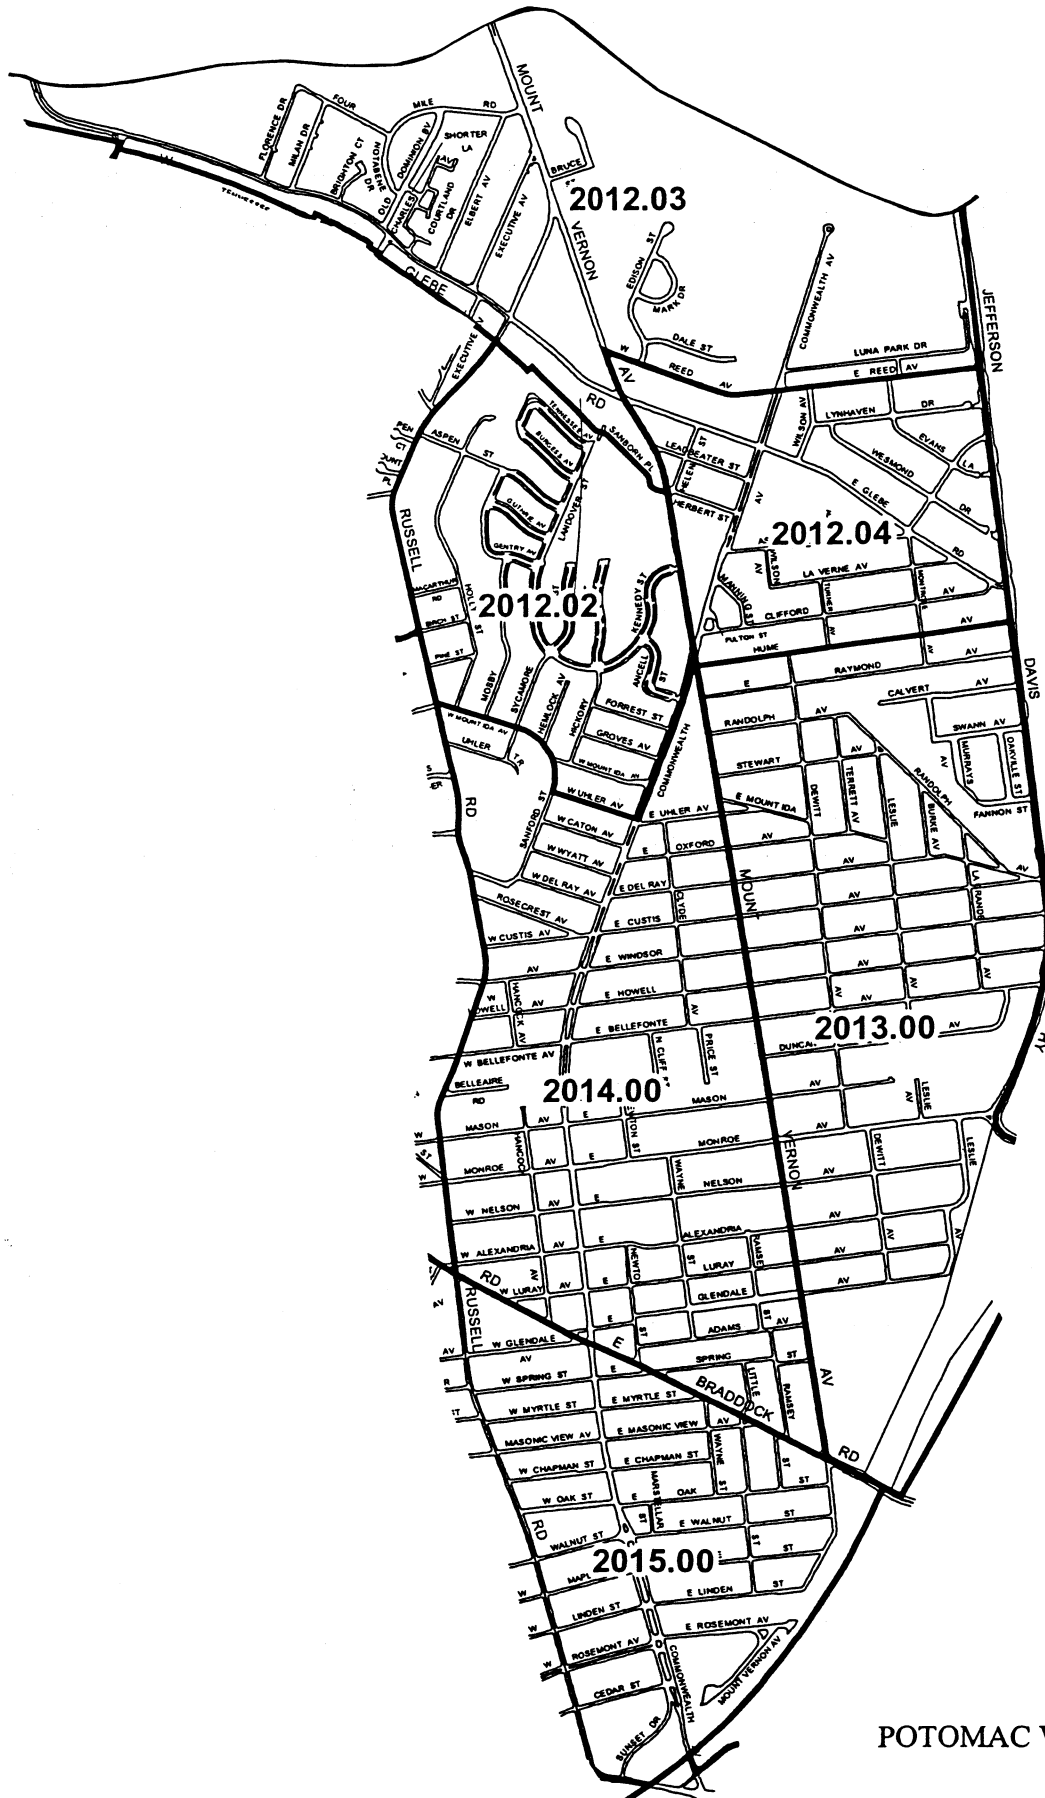 MOUNT
FOUR
MILE
RD
FLORENCE DR
MILAN DR
BRIGHTON CT
NOTABENE
DR
OLD
DOMINION BV
SHORTER
LA
AV
CHARLES
COURTLAND
DR
ELBERT AV
EXECUTIVE AV
BRUCE
2012.03
TENNESSEE
VERNON
EDISON ST
MARK DR
COMMONWEALTH AV
GLEBE
JEFFERSON
DALE ST
LUNA PARK DR
W
REED
AV
E REED AV
EXECUTIVE
AV
RD
WILSON AV
LYNHAVEN
DR
EVANS
LA
WESMOND
DR
TENNESSEE AV
BURGESS AV
SANBORN PL
ASPEN
ST
LEADBEATER ST
HELEN
ST
HERBERT ST
E GLEBE
RD
GUTHRIE AV
LANDOVER ST
GENTRY AV
AV
RUSSELL
2012.04
WILSON
AV
LA VERNE AV
MACARTHUR
RD
HOLLY
ST
2012.02
KENNEDY ST
MANNING ST
CLIFFORD
TURNER
AV
MONTROSE
AV
BIRCH ST
PINE ST
FULTON ST
HUME
AV
MOSBY
SYCAMORE
HEMLOCK AV
HICKORY
ANCELL
ST
E
RAYMOND
AV
DAVIS
CALVERT
AV
FORREST ST
W MOUNT IDA AV
UHLER
TR
GROVES AV
W MOUNT IDA AV
COMMONWEALTH
RANDOLPH
AV
SWANN AV
MURRAYS
AV
OAKVILLE ST
STEWART
AV
RANDOLPH
RD
SANFORD ST
W UHLER AV
E UHLER AV
E MOUNT IDA
DEWITT
TERRETT AV
LESLIE
BURKE AV
FANNON ST
W CATON AV
OXFORD
AV
W WYATT AV
W DEL RAY AV
E DEL RAY
MOUNT
AV
LA GRANDE
ROSECREST AV
CLYDE
E CUSTIS
AV
W CUSTIS AV
E WINDSOR
AV
AV
HANCOCK AV
E HOWELL
AV
E BELLEFONTE
2013.00
AV
W BELLEFONTE AV
PRICE ST
BELLEAIRE
RD
2014.00
MASON
AV
LESLIE
AV
W
MASON
AV
E
HANCOCK
MONROE
VERNON
AV
DEWITT
LESLIE
W
MONROE
AV
E
WAYNE
NELSON
AV
W NELSON
AV
E
ALEXANDRIA
AV
AV
W ALEXANDRIA
AV
E
LURAY
RAMSEY
AV
RD
W LURAY
AV
E
ST
GLENDALE
AV
RUSSELL
W GLENDALE
AV
E
ADAMS
ST
AV
SPRING
ST
W SPRING ST
E
BRADDOCK
LITTLE
RAMSEY
AV
W MYRTLE ST
E MYRTLE ST
MASONIC VIEW AV
E MASONIC VIEW
AV
RD
W CHAPMAN ST
E CHAPMAN ST
WAYNE ST
ST
W OAK ST
E
OAK
ST
MARSTELLAR
ST
E WALNUT
ST
RD
WALNUT ST
2015.00
ST
ST
W
E LINDEN
ST
W
LINDEN ST
E ROSEMONT AV
W
ROSEMONT AV
COMMONWEALTH
MOUNT VERNON AV
CEDAR ST
SUNSET DR
POTOMAC